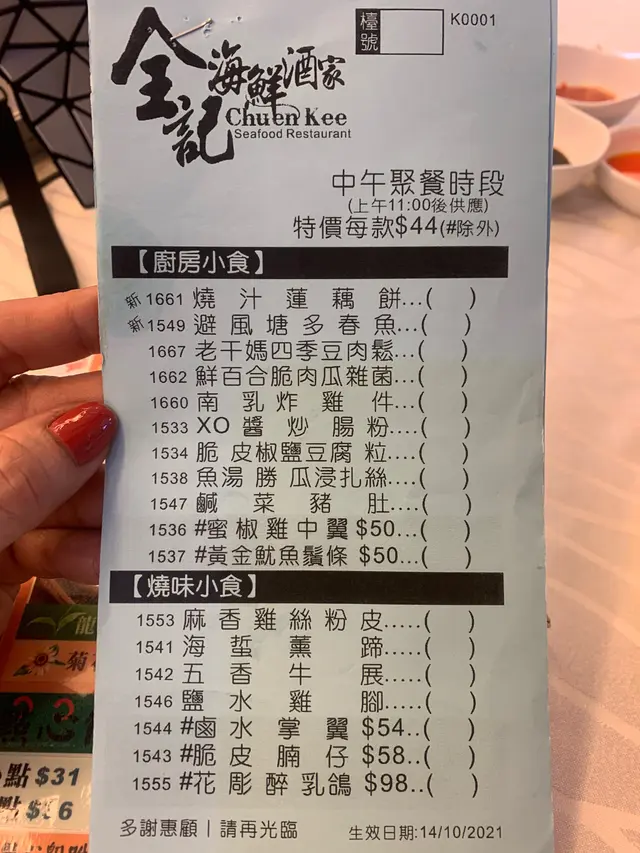 全記海鮮酒家
Chuen Kee
Seafood Restaurant
檯號
K0001
中午聚餐時段
(上午11:00後供應)
特價每款$44(#除外)
【廚房小食】
新 1661 燒汁蓮藕餅...( )
新 1549 避風塘多春魚...( )
1667 老干媽四季豆肉鬆...( )
1662 鮮百合脆肉瓜雜菌...( )
1660 南乳炸雞件...( )
1533 XO醬炒腸粉....( )
1534 脆皮椒鹽豆腐粒....( )
1538 魚湯勝瓜浸扎絲....( )
1547 鹹菜豬肚....( )
1536 #蜜椒雞中翼 $50...( )
1537 #黃金魷魚鬚條 $50...( )
【燒味小食】
1553 麻香雞絲粉皮.....( )
1541 海蜇薰蹄.....( )
1542 五香牛展.....( )
1546 鹽水雞腳.....( )
1544 #鹵水掌翼 $54..( )
1543 #脆皮腩仔 $58..( )
1555 #花彫醉乳鴿 $98..( )
多謝惠顧 | 請再光臨
生效日期:14/10/2021
龍
菊
點 $31
點